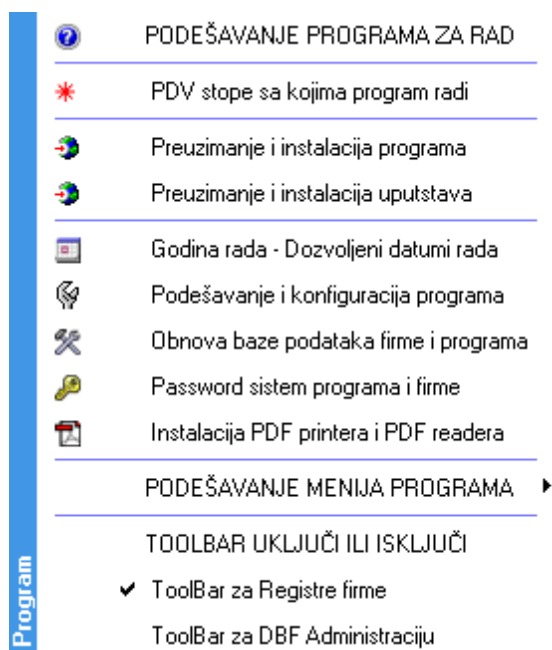 PODEŠAVANJE PROGRAMA ZA RAD
PDV stope sa kojima program radi
Preuzimanje i instalacija programa
Preuzimanje i instalacija uputstava
Godina rada - Dozvoljeni datumi rada
Podešavanje i konfiguracija programa
Obnova baze podataka firme i programa
Password sistem programa i firme
Instalacija PDF printera i PDF readera
PODEŠAVANJE MENIJA PROGRAMA
TOOLBAR UKLJUČI ILI ISKLJUČI
ToolBar za Registre firme
ToolBar za DBF Administraciju
Program